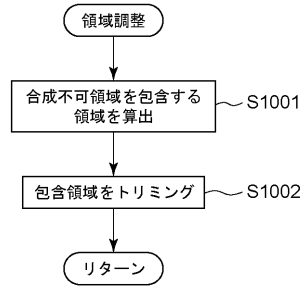 領域調整
合成不可領域を包含する
領域を算出
S1001
包含領域をトリミング
S1002
リターン